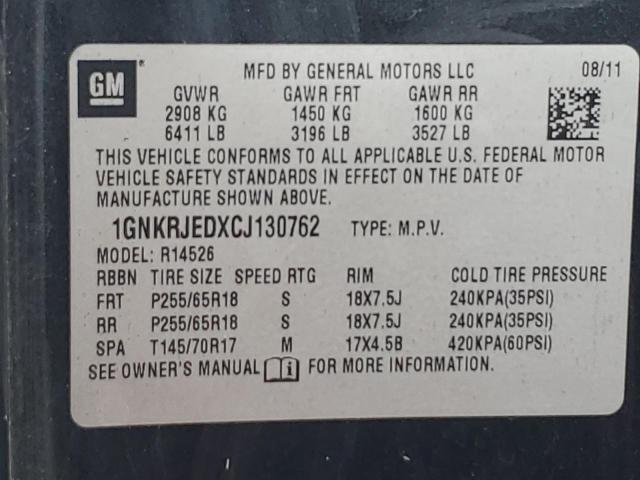 GM
MFD BY GENERAL MOTORS LLC 08/11
GVWR GAWR FRT GAWR RR
2908 KG 1450 KG 1600 KG
6411 LB 3196 LB 3527 LB
THIS VEHICLE CONFORMS TO ALL APPLICABLE U.S. FEDERAL MOTOR
VEHICLE SAFETY STANDARDS IN EFFECT ON THE DATE OF
MANUFACTURE SHOWN ABOVE.
1GNKRJEDXCJ130762 TYPE: M.P.V.
MODEL: R14526
RBBN TIRE SIZE SPEED RTG RIM COLD TIRE PRESSURE
FRT P255/65R18 S 18X7.5J 240KPA(35PSI)
RR P255/65R18 S 18X7.5J 240KPA(35PSI)
SPA T145/70R17 M 17X4.5B 420KPA(60PSI)
SEE OWNER'S MANUAL i FOR MORE INFORMATION.